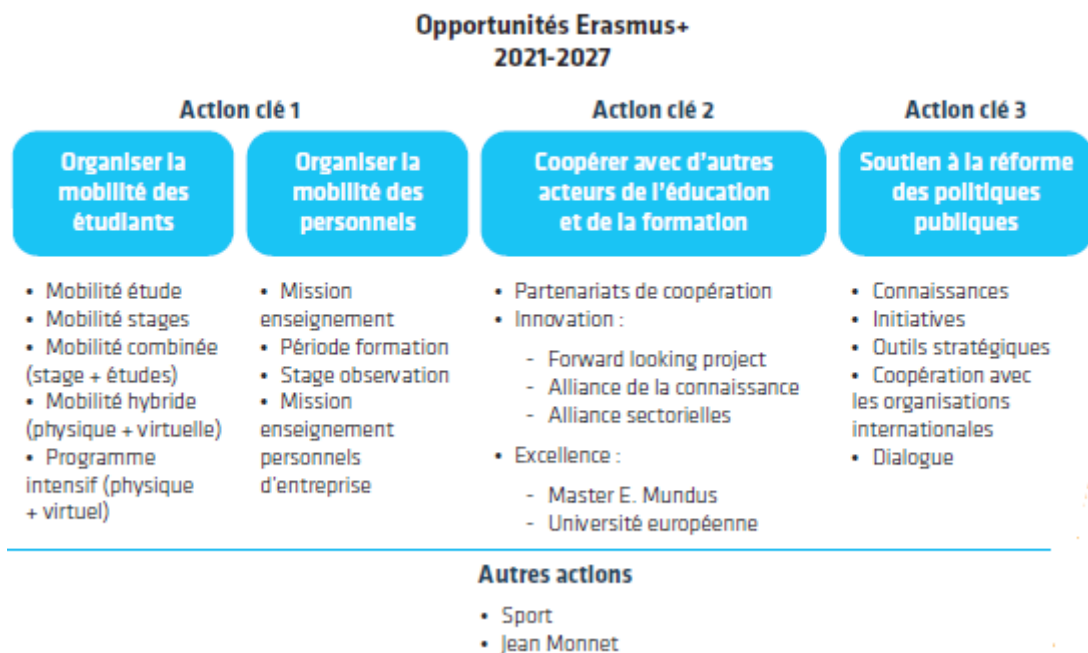 Opportunités Erasmus+
2021-2027
Action clé 1
Organiser la
mobilité des
étudiants
• Mobilité étude
• Mobilité stages
• Mobilité combinée
(stage + études)
• Mobilité hybride
(physique + virtuelle)
• Programme
intensif (physique
+ virtuel)
Organiser la
mobilité des
personnels
• Mission
enseignement
• Période formation
• Stage observation
• Mission
enseignement
personnels
d'entreprise
Action clé 2
Coopérer avec d'autres
acteurs de l'éducation
et de la formation
• Partenariats de coopération
• Innovation :
- Forward looking project
- Alliance de la connaissance
- Alliance sectorielles
• Excellence :
- Master E. Mundus
- Université européenne
Action clé 3
Soutien à la réforme
des politiques
publiques
• Connaissances
• Initiatives
• Outils stratégiques
• Coopération avec
les organisations
internationales
• Dialogue
Autres actions
• Sport
• Jean Monnet